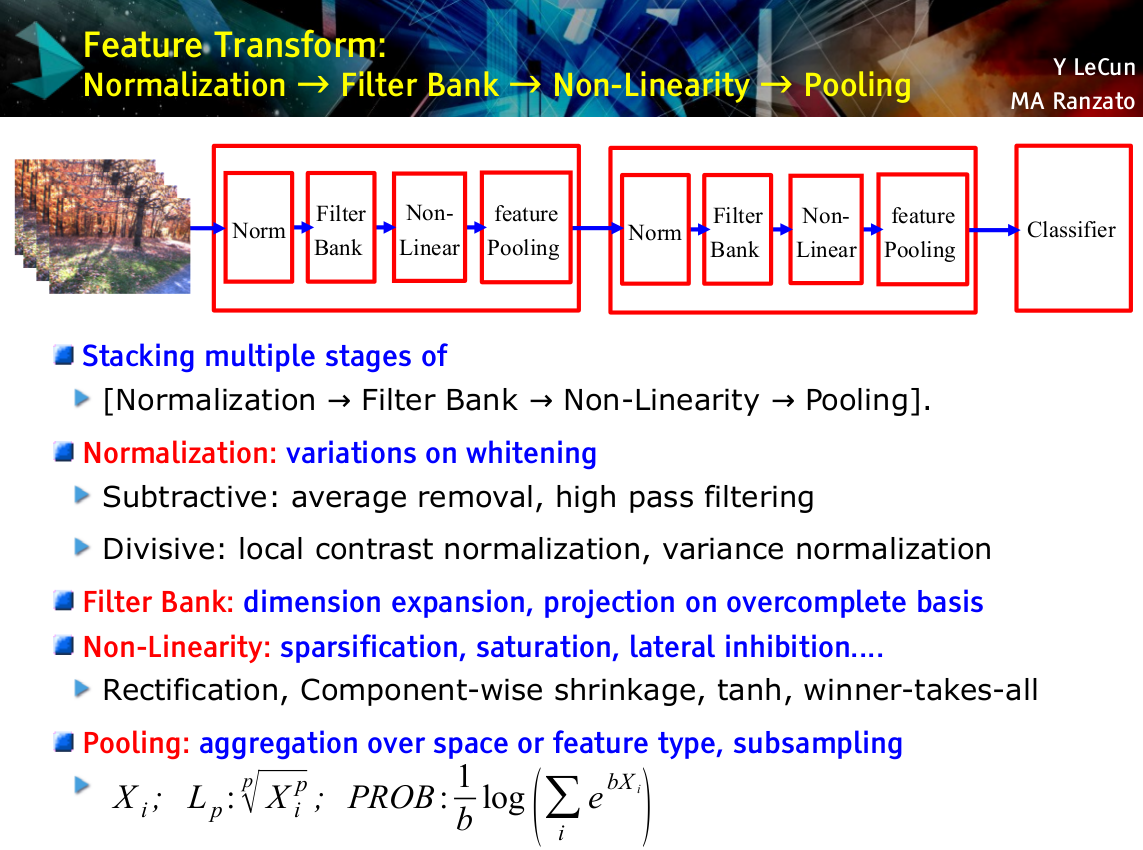 Feature Transform:
Normalization → Filter Bank → Non-Linearity → Pooling
Y LeCun
MA Ranzato
Norm
Filter
Bank
Non-
Linear
feature
Pooling
Norm
Filter
Bank
Non-
Linear
feature
Pooling
Classifier
Stacking multiple stages of
[Normalization → Filter Bank → Non-Linearity → Pooling].
Normalization: variations on whitening
Subtractive: average removal, high pass filtering
Divisive: local contrast normalization, variance normalization
Filter Bank: dimension expansion, projection on overcomplete basis
Non-Linearity: sparsification, saturation, lateral inhibition....
Rectification, Component-wise shrinkage, tanh, winner-takes-all
Pooling: aggregation over space or feature type, subsampling
X_i; L_p: \sqrt[p]{X_i^p}; PROB: \frac{1}{b} \log \left( \sum_i e^{bX_i} \right)